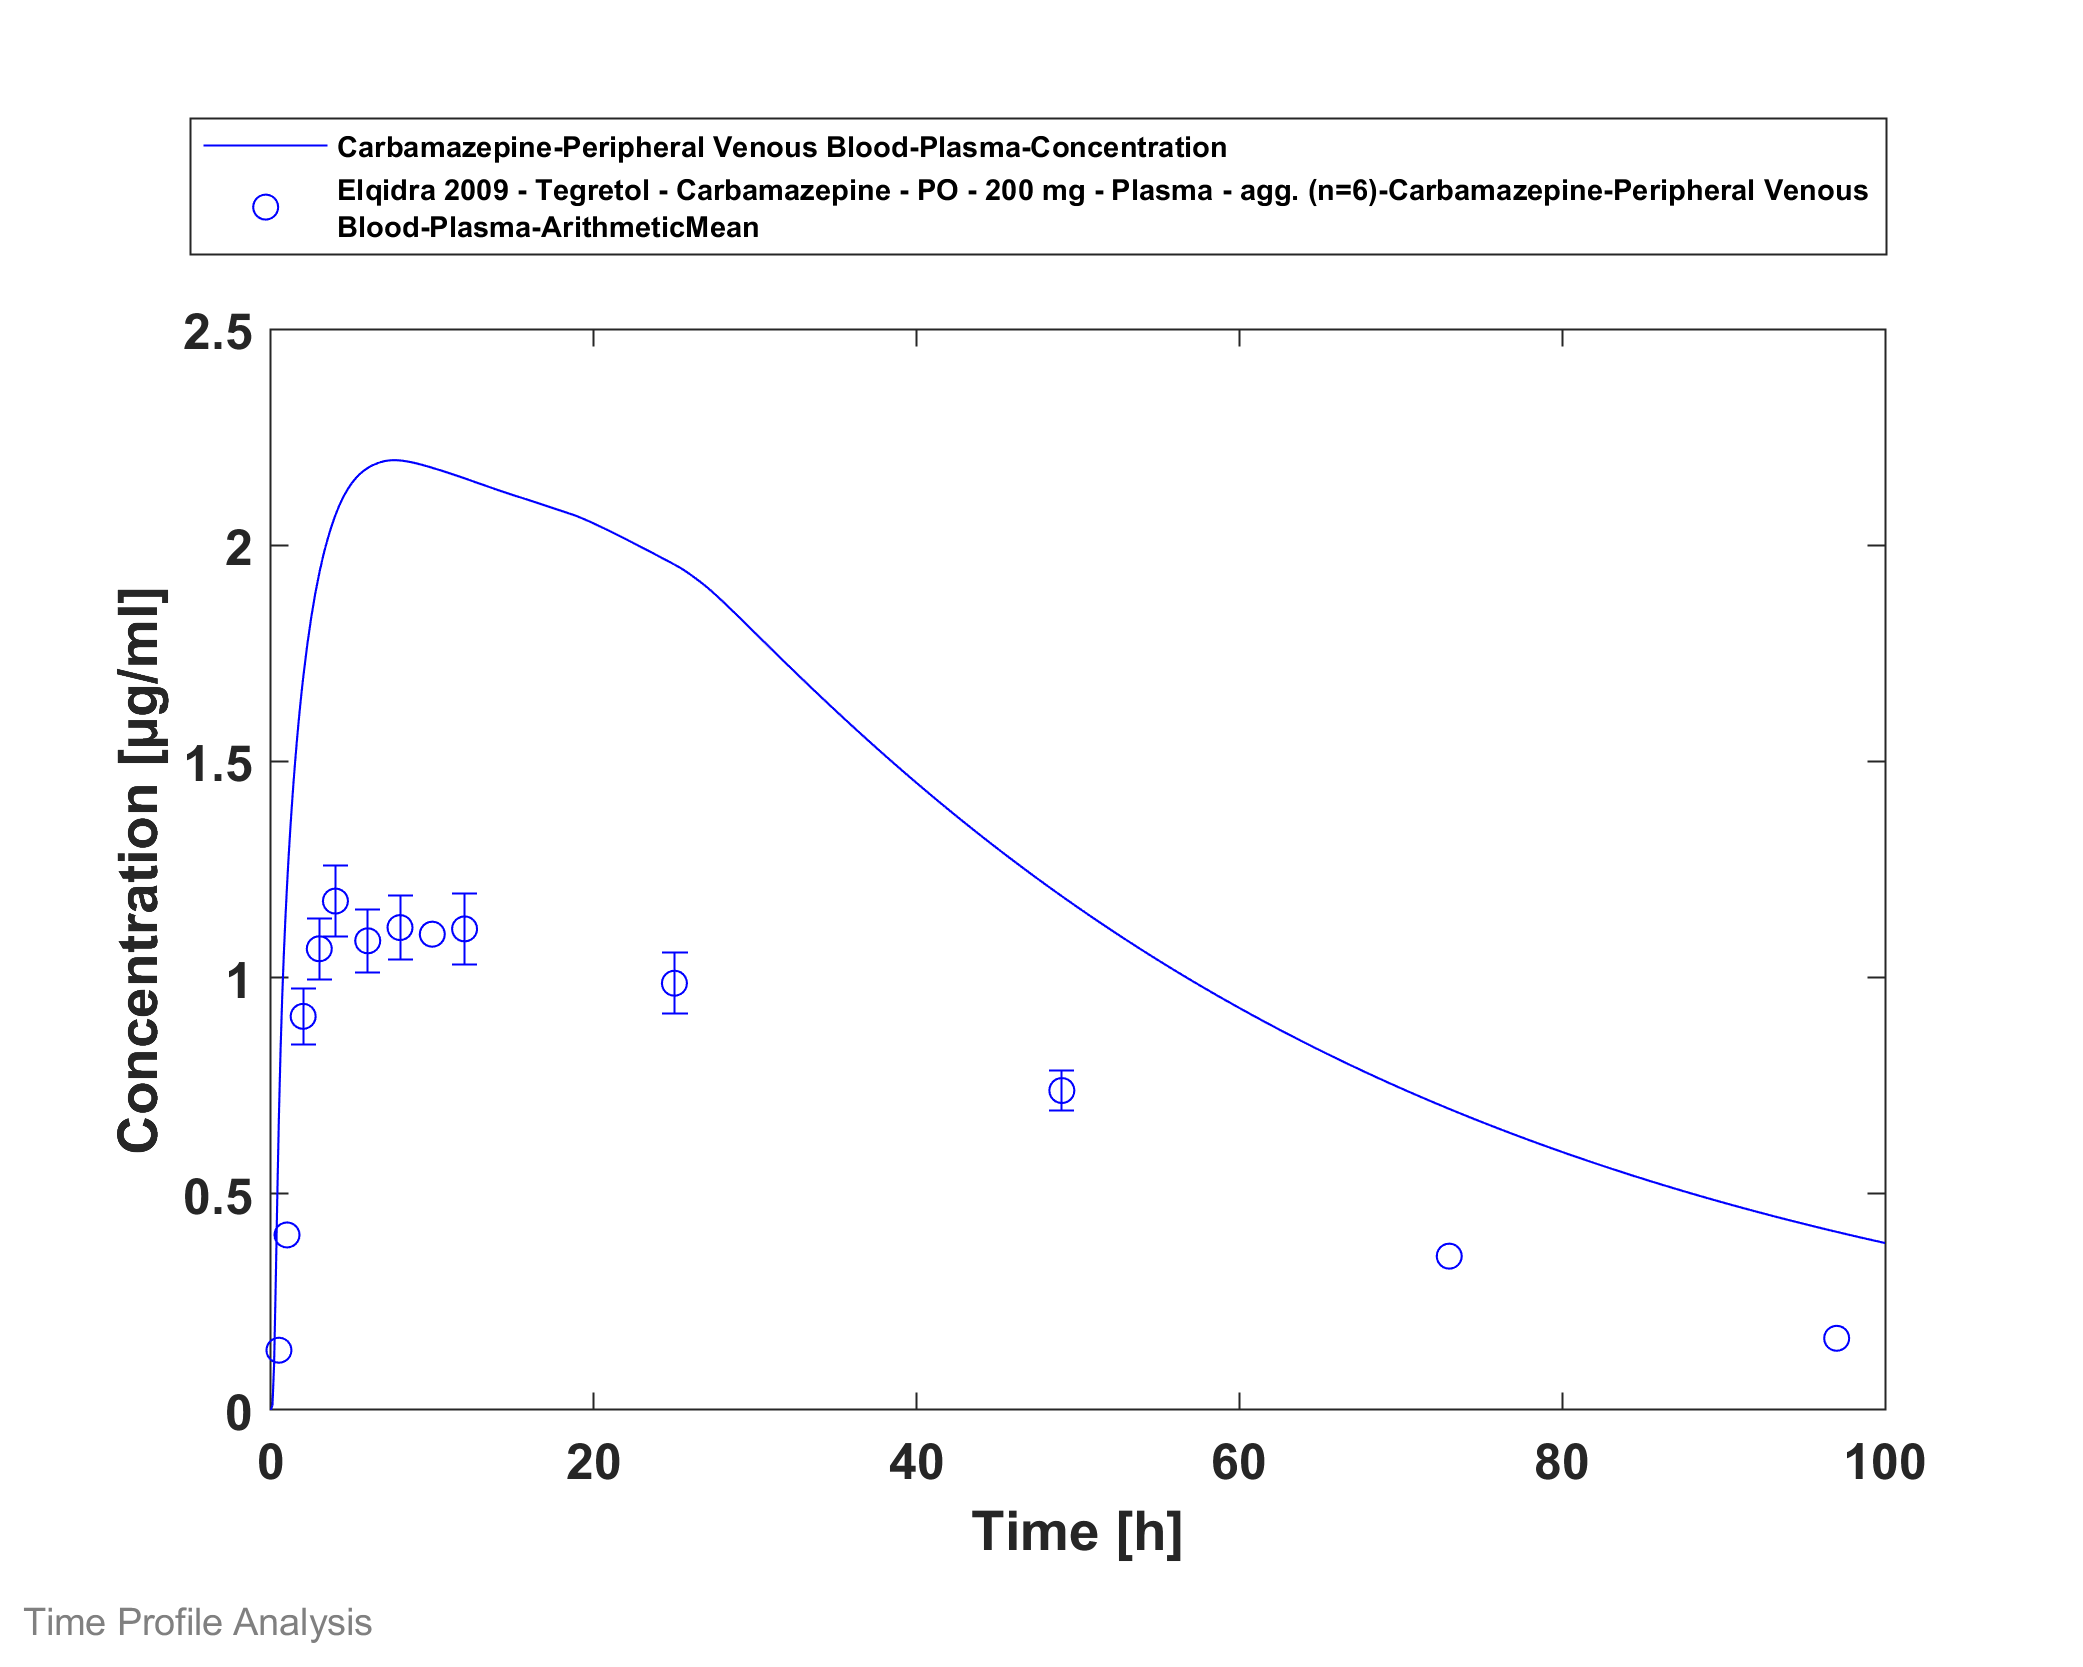 Carbamazepine-Peripheral Venous Blood-Plasma-Concentration
Elqidra 2009 - Tegretol - Carbamazepine - PO - 200 mg - Plasma - agg. (n=6)-Carbamazepine-Peripheral Venous
Blood-Plasma-ArithmeticMean
2.5
2
1.5
1
0.5
0
Concentration [µg/ml]
0 20 40 60 80 100
Time [h]
Time Profile Analysis